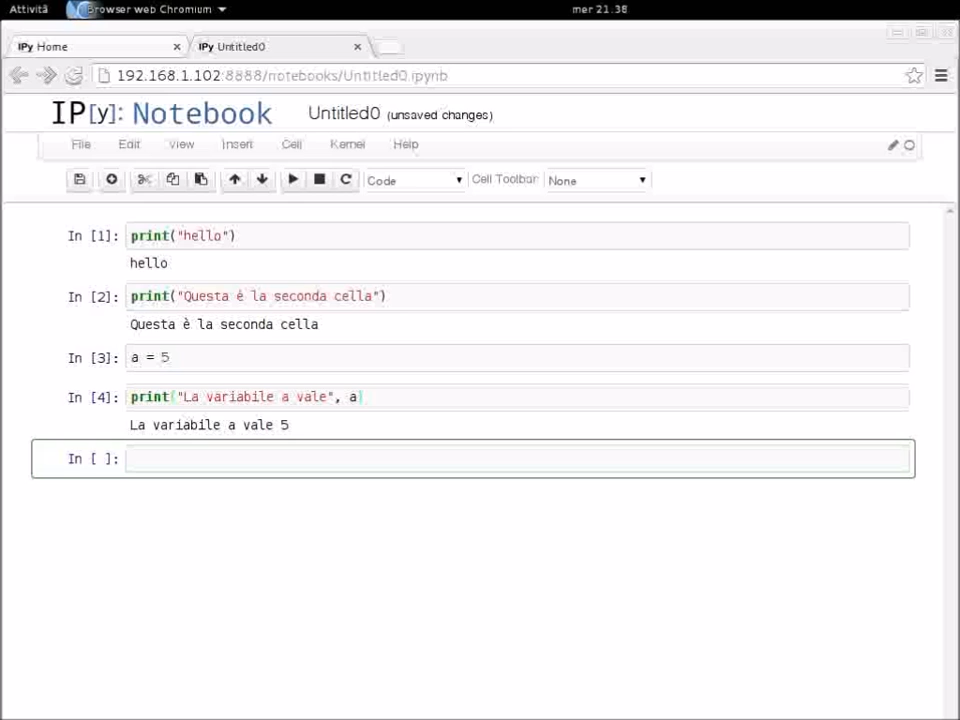 Attività Browser web Chromium mer 21.38
IPy Home × IPy Untitled0 ×
192.168.1.102:8888/notebooks/Untitled0.ipynb
IP[y]: Notebook Untitled0 (unsaved changes)
File Edit View Insert Cell Kernel Help
Code Cell Toolbar: None
In [1]: print("hello")
hello
In [2]: print("Questa è la seconda cella")
Questa è la seconda cella
In [3]: a = 5
In [4]: print("La variabile a vale", a)
La variabile a vale 5
In [ ]: